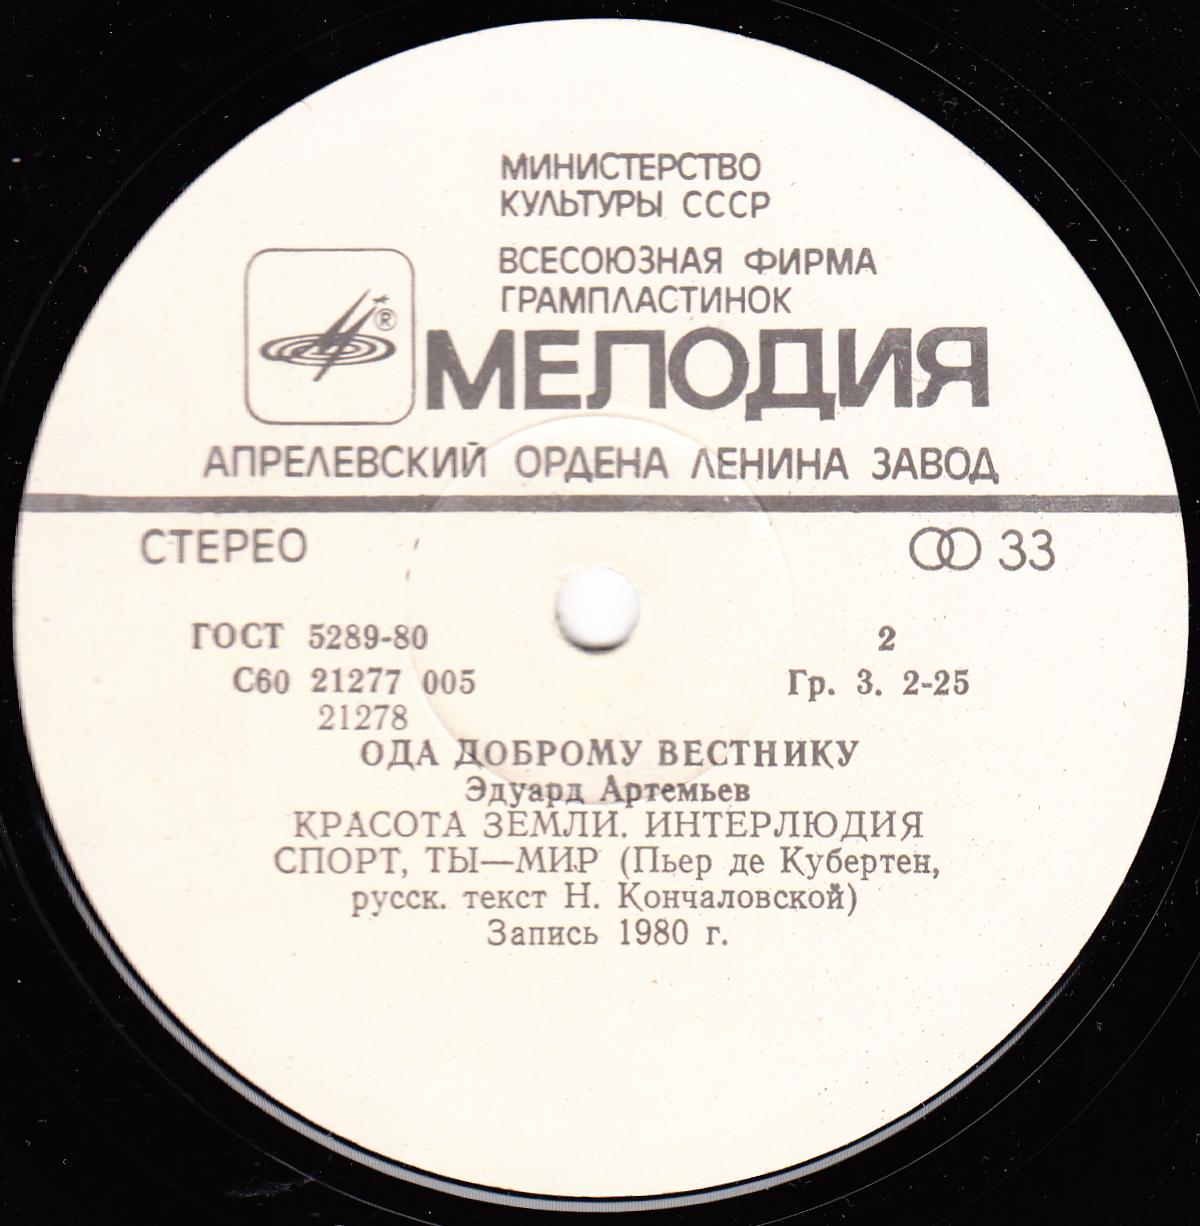 МИНИСТЕРСТВО
КУЛЬТУРЫ СССР
ВСЕСОЮЗНАЯ ФИРМА
ГРАМПЛАСТИНОК
®
МЕЛОДИЯ
АПРЕЛЕВСКИЙ ОРДЕНА ЛЕНИНА ЗАВОД
СТЕРЕО
33
ГОСТ 5289-80
2
С60 21277 005
Гр. 3. 2-25
21278
ОДА ДОБРОМУ ВЕСТНИКУ
Эдуард Артемьев
КРАСОТА ЗЕМЛИ. ИНТЕРЛЮДИЯ
СПОРТ, ТЫ—МИР (Пьер де Кубертен,
русск. текст Н. Кончаловской)
Запись 1980 г.